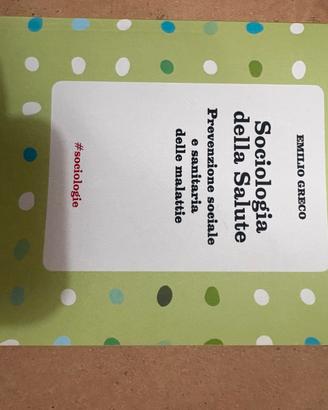 EMILIO GRECO
Sociologia
della Salute
Prevenzione sociale
e sanitaria
delle malattie
#sociologie